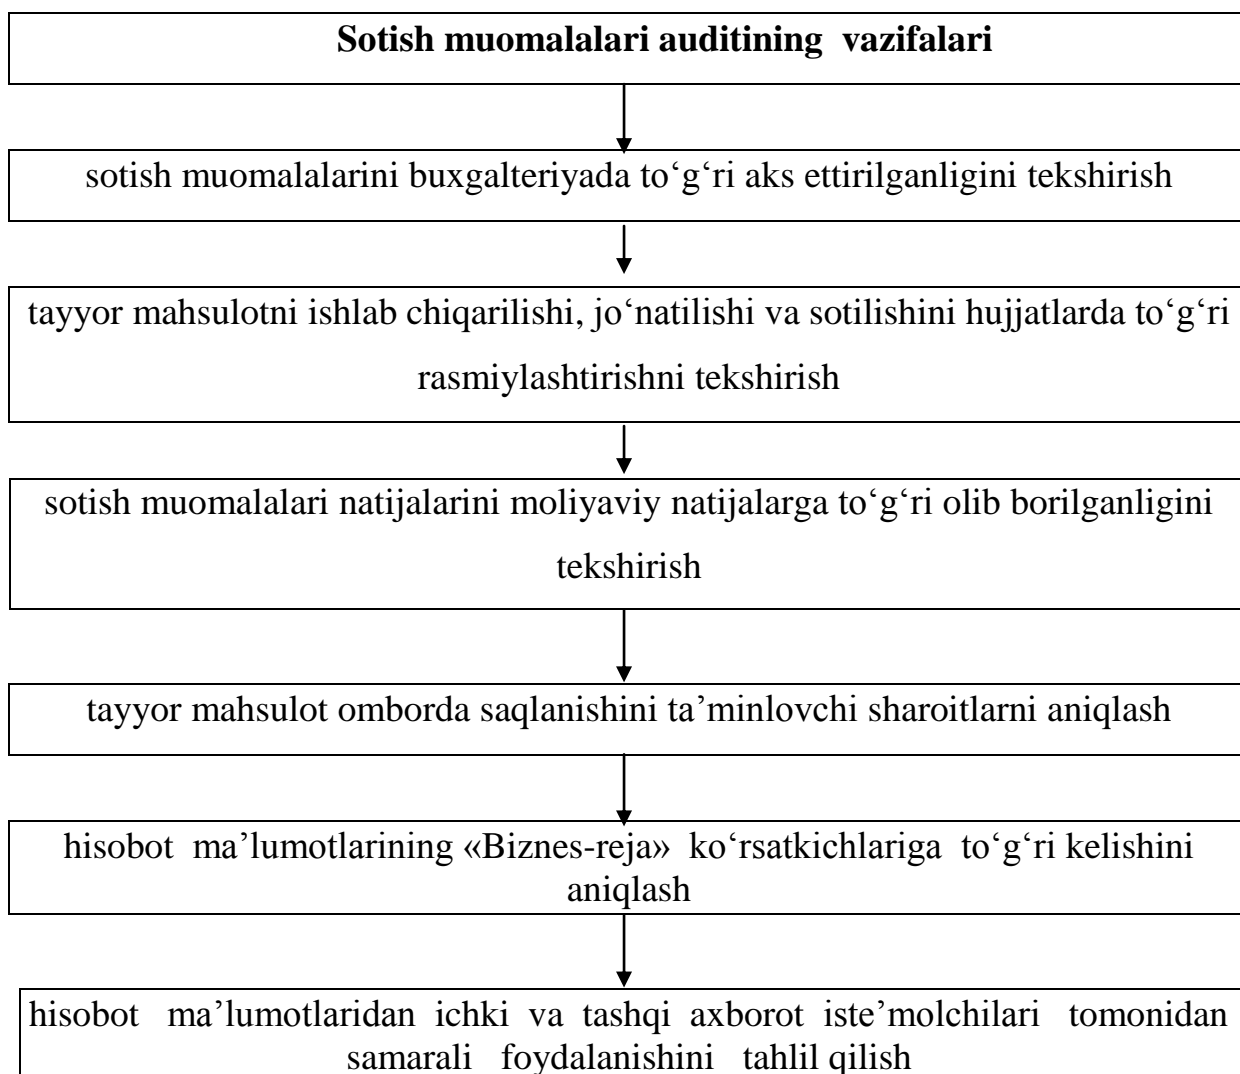 Sotish muomalalari auditining vazifalari
sotish muomalalarini buxgalteriyada to‘g‘ri aks ettirilganligini tekshirish
tayyor mahsulotni ishlab chiqarilishi, jo‘natilishi va sotilishini hujjatlarda to‘g‘ri
rasmiylashtirishni tekshirish
sotish muomalalari natijalarini moliyaviy natijalarga to‘g‘ri olib borilganligini
tekshirish
tayyor mahsulot omborda saqlanishini ta’minlovchi sharoitlarni aniqlash
hisobot ma’lumotlarining «Biznes-reja» ko‘rsatkichlariga to‘g‘ri kelishini
aniqlash
hisobot ma’lumotlaridan ichki va tashqi axborot iste’molchilari tomonidan
samarali foydalanishini tahlil qilish